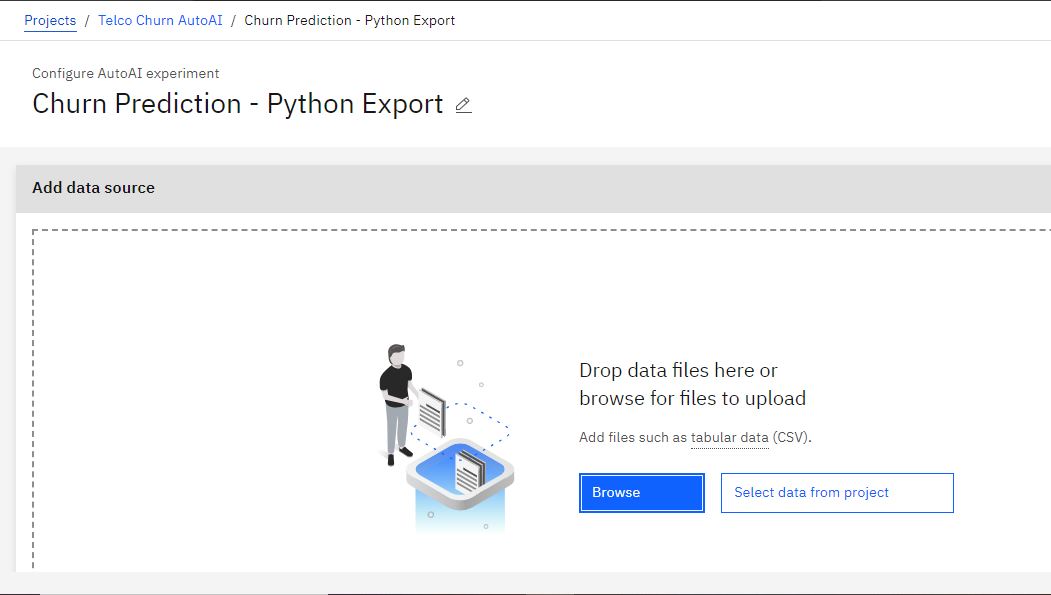 Projects / Telco Churn AutoAI / Churn Prediction - Python Export
Configure AutoAI experiment
Churn Prediction - Python Export
Add data source
Drop data files here or
browse for files to upload
Add files such as tabular data (CSV).
Browse
Select data from project